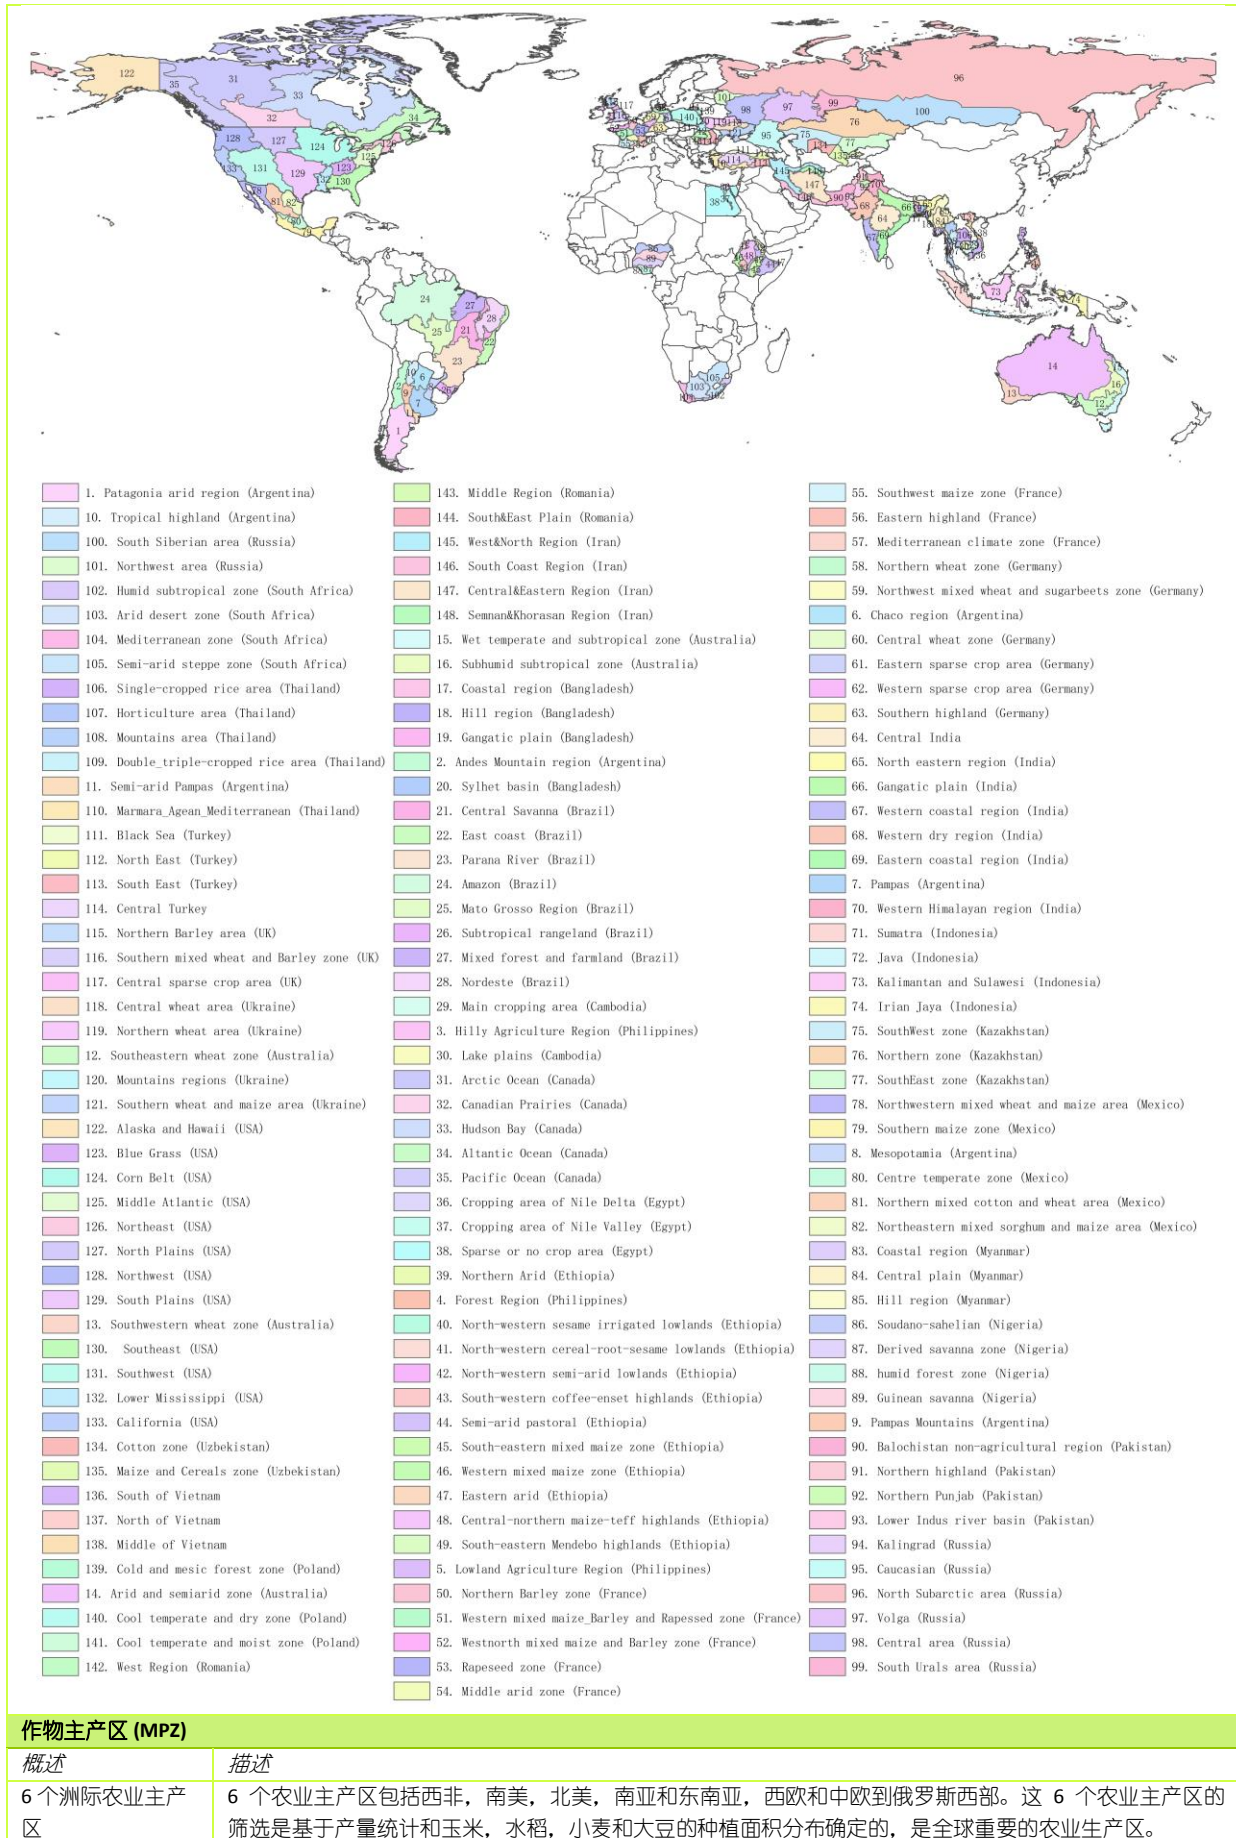 1. Patagonia arid region (Argentina)
10. Tropical highland (Argentina)
100. South Siberian area (Russia)
101. Northwest area (Russia)
102. Humid subtropical zone (South Africa)
103. Arid desert zone (South Africa)
104. Mediterranean zone (South Africa)
105. Semi-arid steppe zone (South Africa)
106. Single-cropped rice area (Thailand)
107. Horticulture area (Thailand)
108. Mountains area (Thailand)
109. Double_triple-cropped rice area (Thailand)
11. Semi-arid Pampas (Argentina)
110. Marmara_Agean_Mediterranean (Thailand)
111. Black Sea (Turkey)
112. North East (Turkey)
113. South East (Turkey)
114. Central Turkey
115. Northern Barley area (UK)
116. Southern mixed wheat and Barley zone (UK)
117. Central sparse crop area (UK)
118. Central wheat area (Ukraine)
119. Northern wheat area (Ukraine)
12. Southeastern wheat zone (Australia)
120. Mountains regions (Ukraine)
121. Southern wheat and maize area (Ukraine)
122. Alaska and Hawaii (USA)
123. Blue Grass (USA)
124. Corn Belt (USA)
125. Middle Atlantic (USA)
126. Northeast (USA)
127. North Plains (USA)
128. Northwest (USA)
129. South Plains (USA)
13. Southwestern wheat zone (Australia)
130. Southeast (USA)
131. Southwest (USA)
132. Lower Mississippi (USA)
133. California (USA)
134. Cotton zone (Uzbekistan)
135. Maize and Cereals zone (Uzbekistan)
136. South of Vietnam
137. North of Vietnam
138. Middle of Vietnam
139. Cold and mesic forest zone (Poland)
14. Arid and semiarid zone (Australia)
140. Cool temperate and dry zone (Poland)
141. Cool temperate and moist zone (Poland)
142. West Region (Romania)
143. Middle Region (Romania)
144. South&East Plain (Romania)
145. West&North Region (Iran)
146. South Coast Region (Iran)
147. Central&Eastern Region (Iran)
148. Semnan&Khorasan Region (Iran)
15. Wet temperate and subtropical zone (Australia)
16. Subhumid subtropical zone (Australia)
17. Coastal region (Bangladesh)
18. Hill region (Bangladesh)
19. Gangatic plain (Bangladesh)
2. Andes Mountain region (Argentina)
20. Sylhet basin (Bangladesh)
21. Central Savanna (Brazil)
22. East coast (Brazil)
23. Parana River (Brazil)
24. Amazon (Brazil)
25. Mato Grosso Region (Brazil)
26. Subtropical rangeland (Brazil)
27. Mixed forest and farmland (Brazil)
28. Nordeste (Brazil)
29. Main cropping area (Cambodia)
3. Hilly Agriculture Region (Philippines)
30. Lake plains (Cambodia)
31. Arctic Ocean (Canada)
32. Canadian Prairies (Canada)
33. Hudson Bay (Canada)
34. Altantic Ocean (Canada)
35. Pacific Ocean (Canada)
36. Cropping area of Nile Delta (Egypt)
37. Cropping area of Nile Valley (Egypt)
38. Sparse or no crop area (Egypt)
39. Northern Arid (Ethiopia)
4. Forest Region (Philippines)
40. North-western sesame irrigated lowlands (Ethiopia)
41. North-western cereal-root-sesame lowlands (Ethiopia)
42. North-western semi-arid lowlands (Ethiopia)
43. South-western coffee-enset highlands (Ethiopia)
44. Semi-arid pastoral (Ethiopia)
45. South-eastern mixed maize zone (Ethiopia)
46. Western mixed maize zone (Ethiopia)
47. Eastern arid (Ethiopia)
48. Central-northern maize-teff highlands (Ethiopia)
49. South-eastern Mendebo highlands (Ethiopia)
5. Lowland Agriculture Region (Philippines)
50. Northern Barley zone (France)
51. Western mixed maize_Barley and Rapessed zone (France)
52. Westnorth mixed maize and Barley zone (France)
53. Rapeseed zone (France)
54. Middle arid zone (France)
55. Southwest maize zone (France)
56. Eastern highland (France)
57. Mediterranean climate zone (France)
58. Northern wheat zone (Germany)
59. Northwest mixed wheat and sugarbeets zone (Germany)
6. Chaco region (Argentina)
60. Central wheat zone (Germany)
61. Eastern sparse crop area (Germany)
62. Western sparse crop area (Germany)
63. Southern highland (Germany)
64. Central India
65. North eastern region (India)
66. Gangatic plain (India)
67. Western coastal region (India)
68. Western dry region (India)
69. Eastern coastal region (India)
7. Pampas (Argentina)
70. Western Himalayan region (India)
71. Sumatra (Indonesia)
72. Java (Indonesia)
73. Kalimantan and Sulawesi (Indonesia)
74. Irian Jaya (Indonesia)
75. SouthWest zone (Kazakhstan)
76. Northern zone (Kazakhstan)
77. SouthEast zone (Kazakhstan)
78. Northwestern mixed wheat and maize area (Mexico)
79. Southern maize zone (Mexico)
8. Mesopotamia (Argentina)
80. Centre temperate zone (Mexico)
81. Northern mixed cotton and wheat area (Mexico)
82. Northeastern mixed sorghum and maize area (Mexico)
83. Coastal region (Myanmar)
84. Central plain (Myanmar)
85. Hill region (Myanmar)
86. Soudano-sahelian (Nigeria)
87. Derived savanna zone (Nigeria)
88. humid forest zone (Nigeria)
89. Guinean savanna (Nigeria)
9. Pampas Mountains (Argentina)
90. Balochistan non-agricultural region (Pakistan)
91. Northern highland (Pakistan)
92. Northern Punjab (Pakistan)
93. Lower Indus river basin (Pakistan)
94. Kalingrad (Russia)
95. Caucasian (Russia)
96. North Subarctic area (Russia)
97. Volga (Russia)
98. Central area (Russia)
99. South Urals area (Russia)
作物主产区 (MPZ)
概述 描述
6 个洲际农业主产区
6 个农业主产区包括西非，南美，北美，南亚和东南亚，西欧和中欧到俄罗斯西部。这 6 个农业主产区的
筛选是基于产量统计和玉米，水稻，小麦和大豆的种植面积分布确定的，是全球重要的农业生产区。